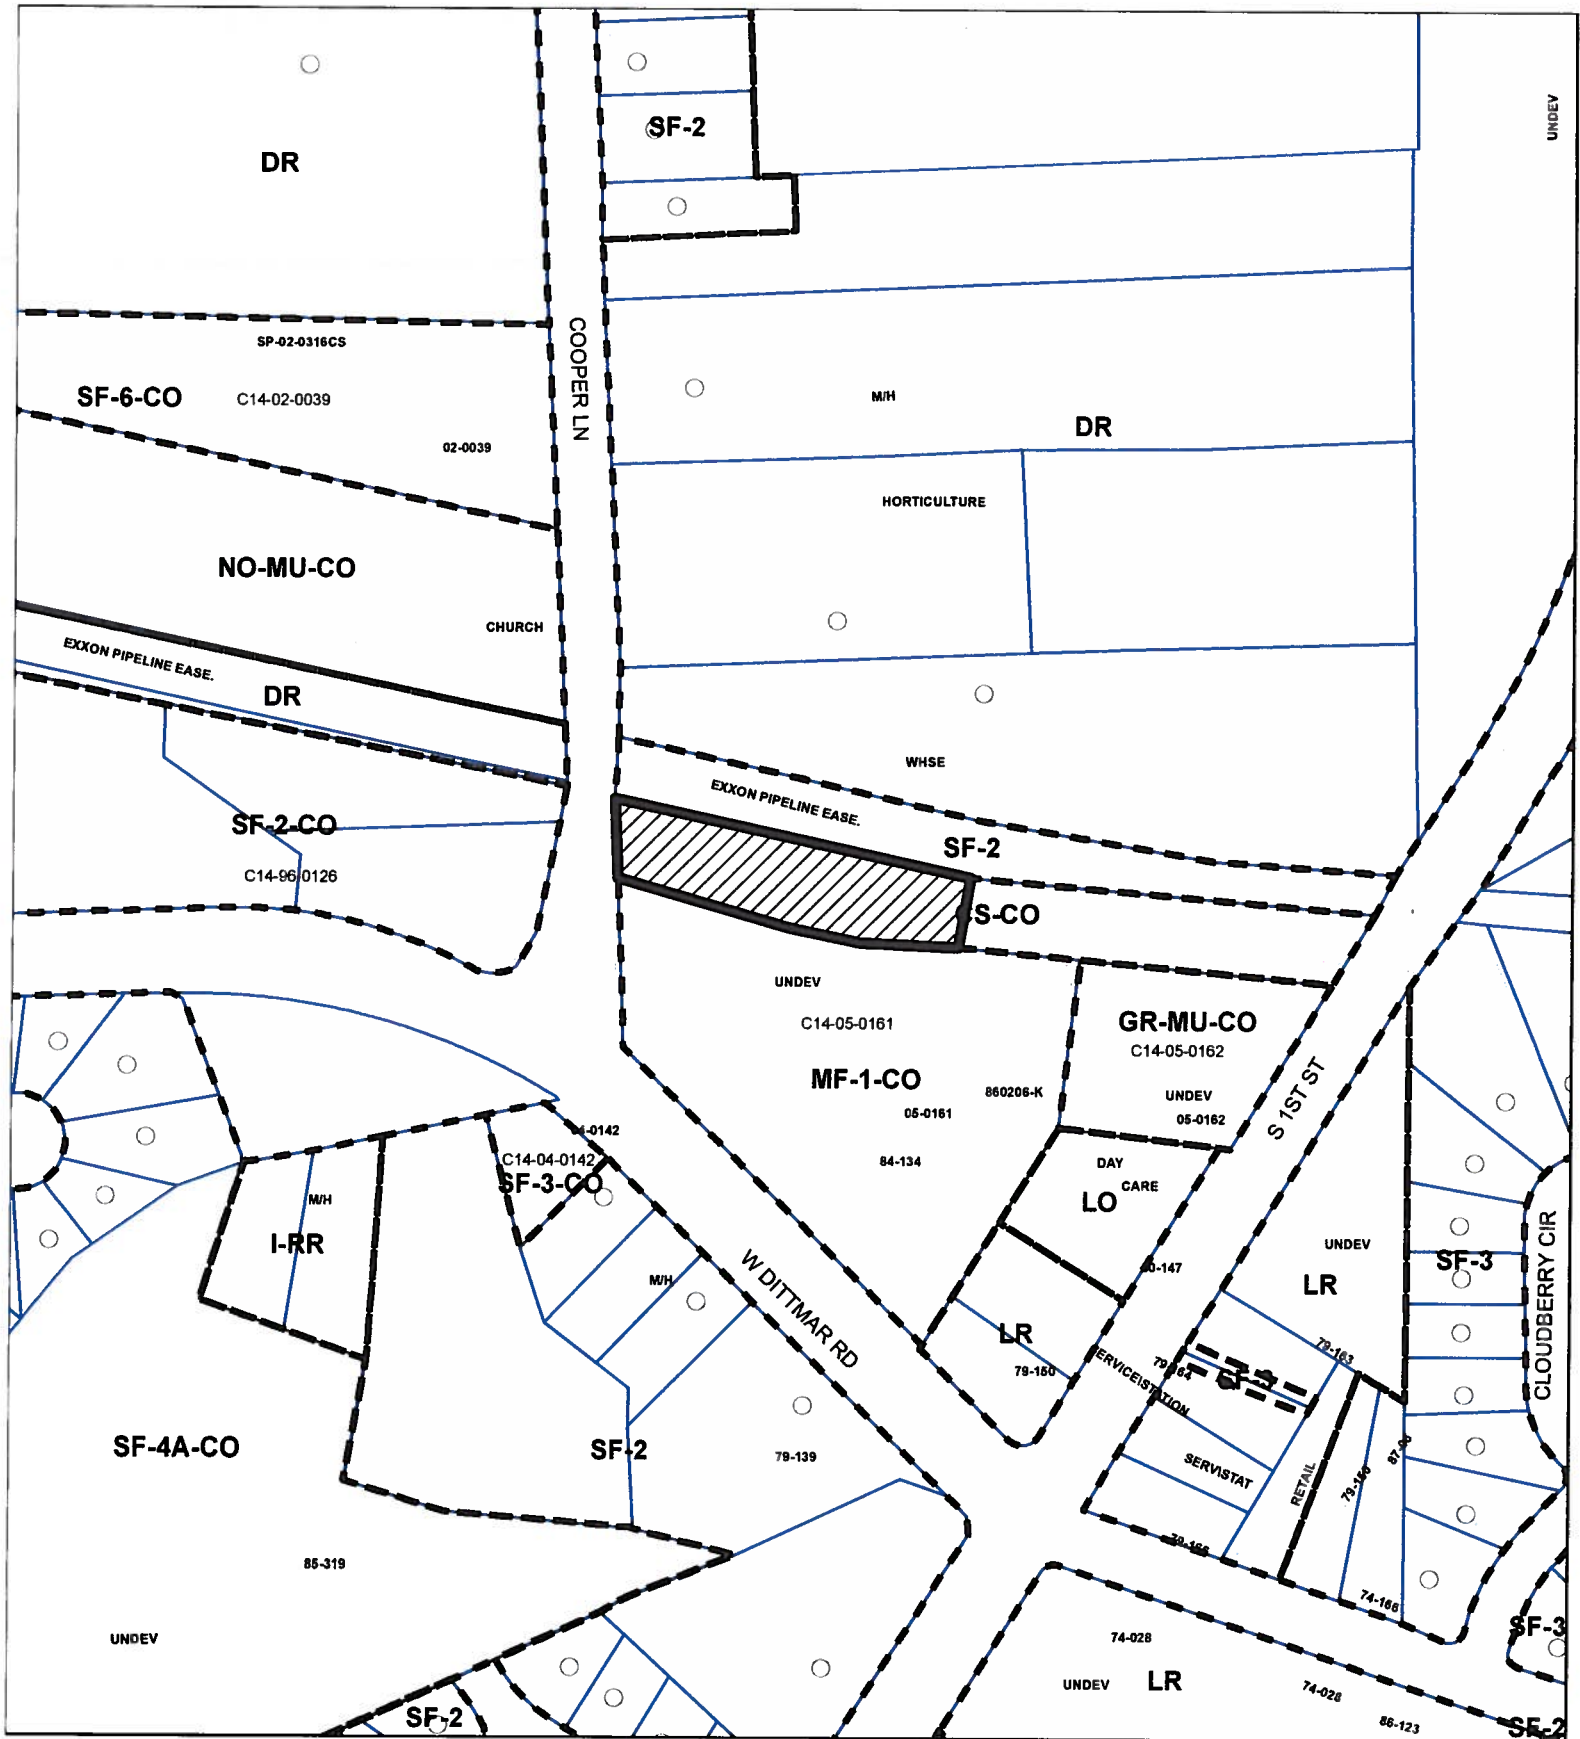 UNDEV
SF-2
DR
COOPER LN
SP-02-0316CS
SF-6-CO
C14-02-0039
02-0039
M/H
DR
HORTICULTURE
NO-MU-CO
CHURCH
EXXON PIPELINE EASE.
DR
WHSE
EXXON PIPELINE EASE.
SF-2-CO
SF-2
C14-96-0126
CS-CO
UNDEV
C14-05-0161
GR-MU-CO
C14-05-0162
MF-1-CO
860206-K
UNDEV
05-0161
05-0162
S 1ST ST
84-134
DAY
CARE
LO
C14-04-0142
SF-3-CO
M/H
I-RR
W DITTMAR RD
M/H
UNDEV
LR
SF-3
CLOUDBERRY CIR
LR
79-150
79-163
SERV\STAT
RETAIL
SF-4A-CO
SF-2
79-139
85-319
UNDEV
74-028
UNDEV
LR
74-166
74-028
86-123
SF-3
SF-2
SF-2